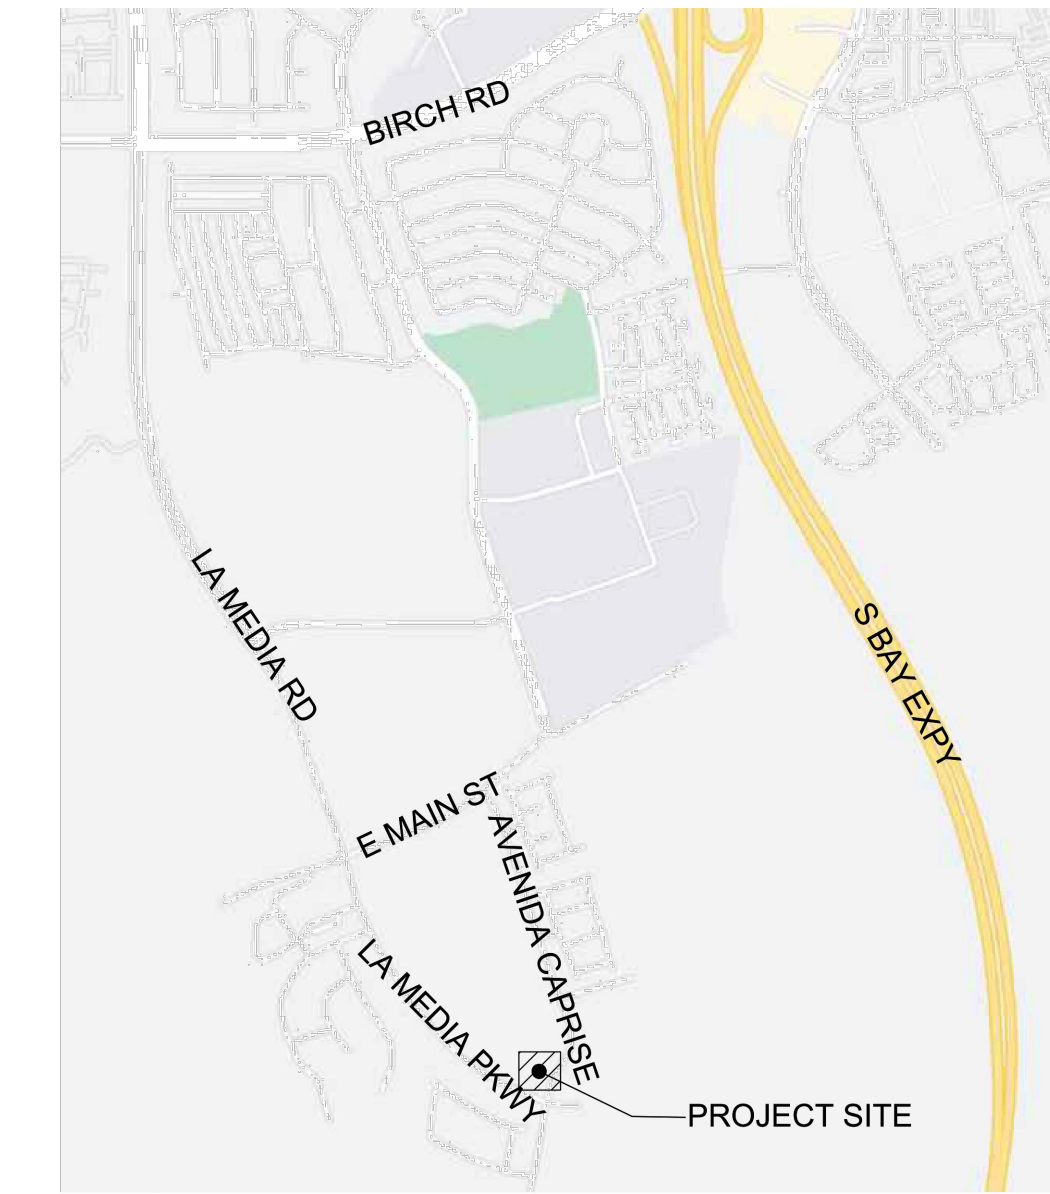 BIRCH RD
LA MEDIA RD
S BAY EXPY
E MAIN ST
AVENIDA CAPRISE
LA MEDIA PKWY
PROJECT SITE